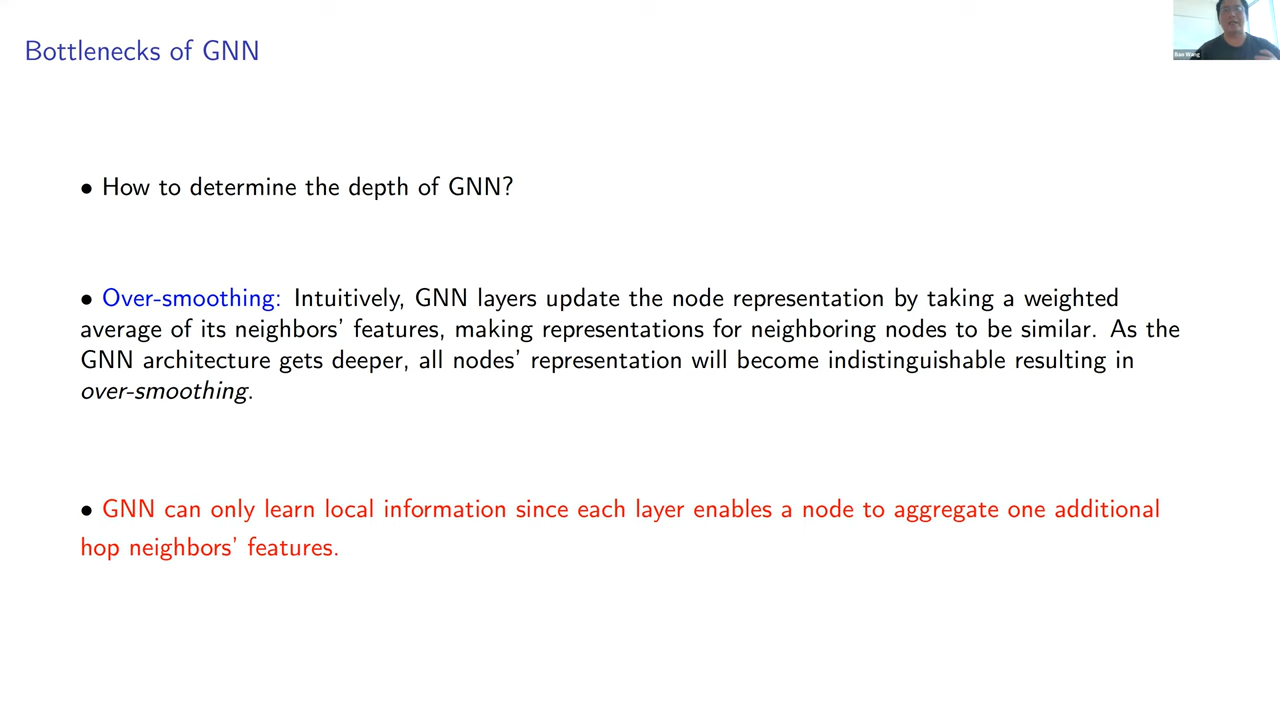 Bottlenecks of GNN
Bao Wang
• How to determine the depth of GNN?
• Over-smoothing: Intuitively, GNN layers update the node representation by taking a weighted
average of its neighbors' features, making representations for neighboring nodes to be similar. As the
GNN architecture gets deeper, all nodes' representation will become indistinguishable resulting in
over-smoothing.
• GNN can only learn local information since each layer enables a node to aggregate one additional
hop neighbors' features.